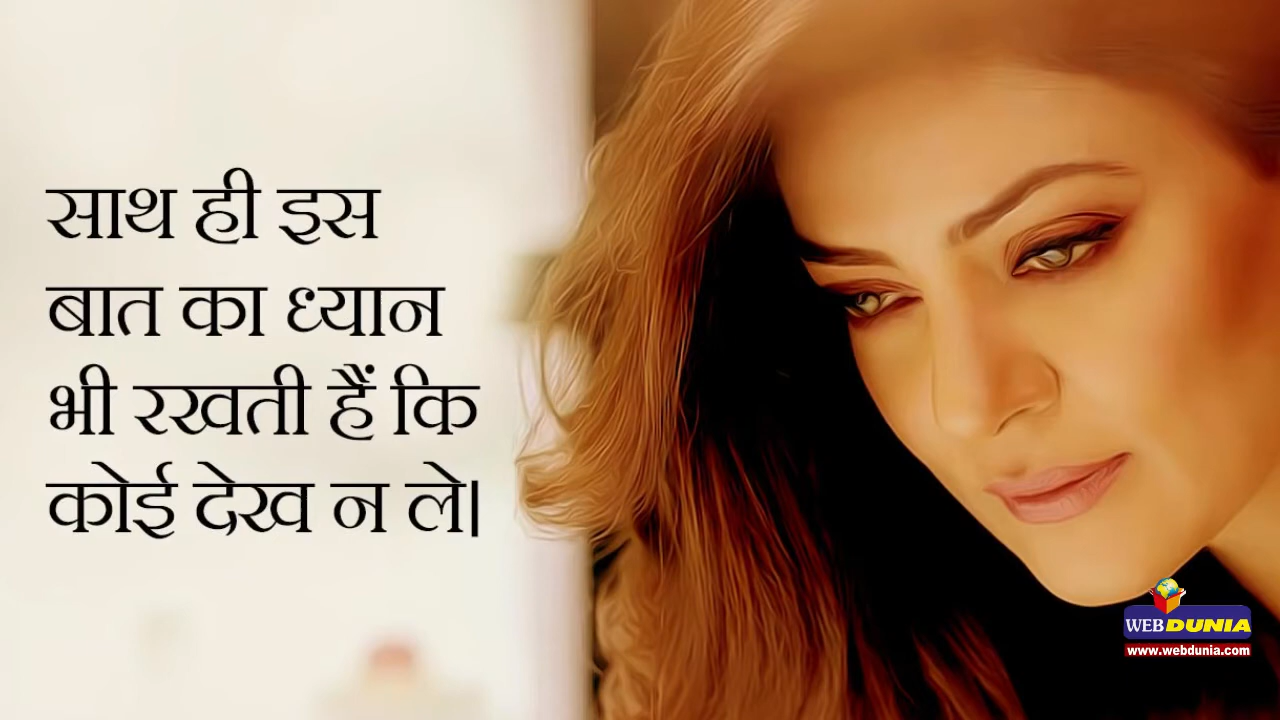 साथ ही इस
बात का ध्यान
भी रखती हैं कि
कोई देख न ले।
WEBDUNIA
www.webdunia.com